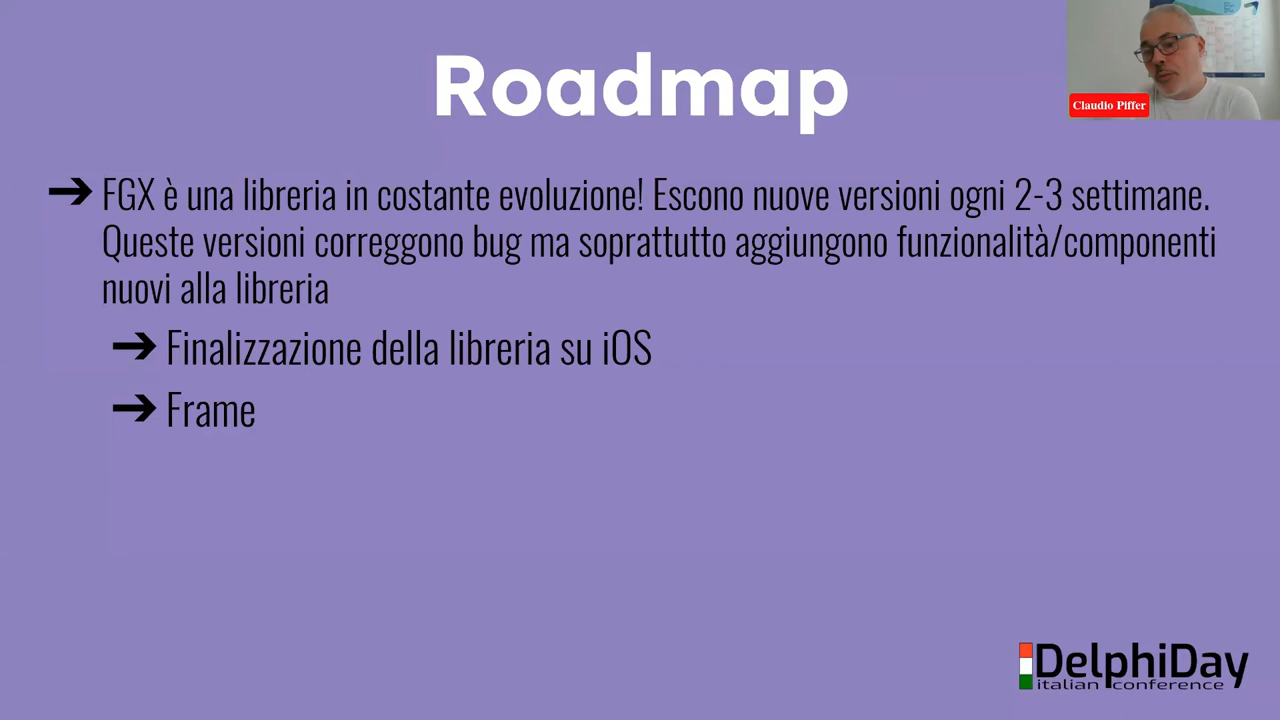 Roadmap
Claudio Piffer
➔ FGX è una libreria in costante evoluzione! Escono nuove versioni ogni 2-3 settimane.
Queste versioni correggono bug ma soprattutto aggiungono funzionalità/componenti
nuovi alla libreria
➔ Finalizzazione della libreria su iOS
➔ Frame
DelphiDay
italian conference